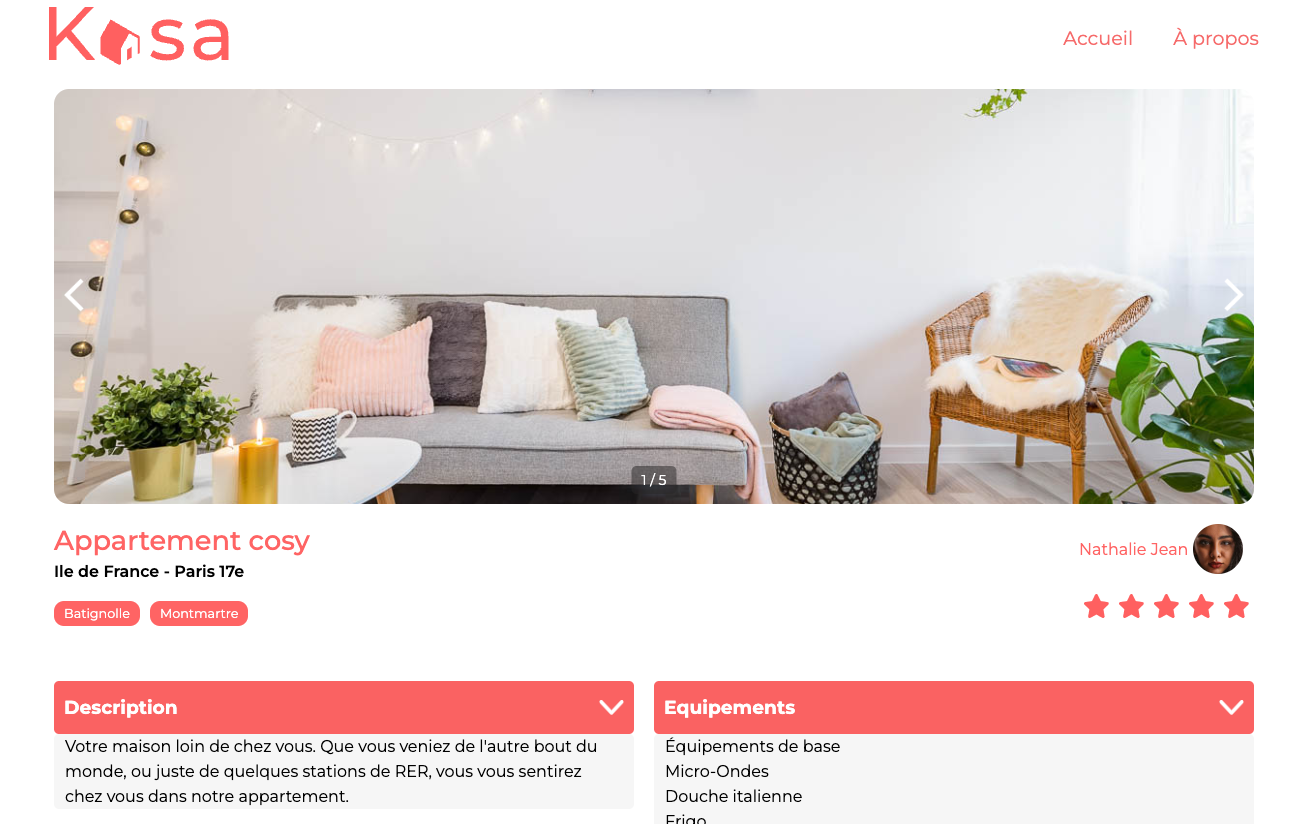 Kasa
Accueil
À propos
1 / 5
Appartement cosy
Ile de France - Paris 17e
Nathalie Jean
Batignolle
Montmartre
Description
Votre maison loin de chez vous. Que vous veniez de l'autre bout du
monde, ou juste de quelques stations de RER, vous vous sentirez
chez vous dans notre appartement.
Equipements
Équipements de base
Micro-Ondes
Douche italienne
Frigo